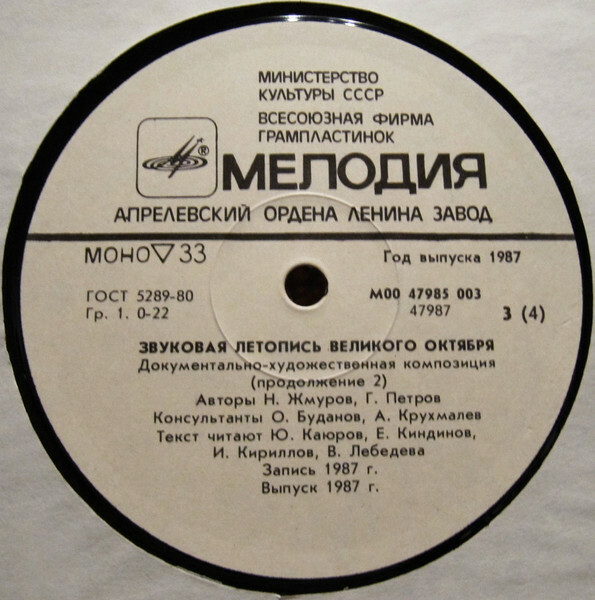 МИНИСТЕРСТВО
КУЛЬТУРЫ СССР
ВСЕСОЮЗНАЯ ФИРМА
ГРАМПЛАСТИНОК
®
МЕЛОДИЯ
АПРЕЛЕВСКИЙ ОРДЕНА ЛЕНИНА ЗАВОД
МОНО ▽ 33
Год выпуска 1987
ГОСТ 5289-80
Гр. 1. 0-22
М00 47985 003
47987
3 (4)
ЗВУКОВАЯ ЛЕТОПИСЬ ВЕЛИКОГО ОКТЯБРЯ
Документально-художественная композиция
(продолжение 2)
Авторы Н. Жмуров, Г. Петров
Консультанты О. Буданов, А. Крухмалев
Текст читают Ю. Каюров, Е. Киндинов,
И. Кириллов, В. Лебедева
Запись 1987 г.
Выпуск 1987 г.